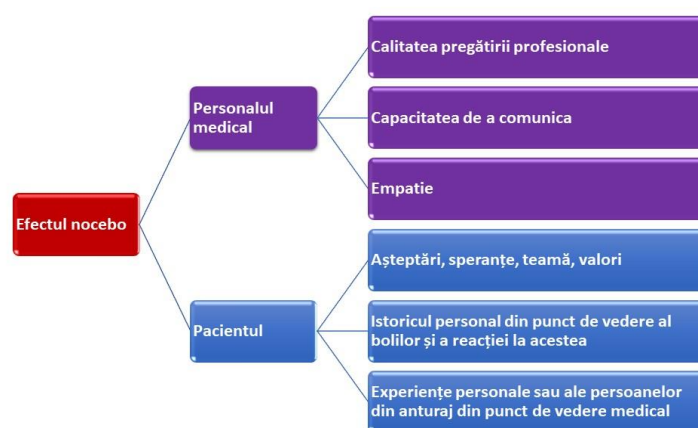 Efectul nocebo
Personalul
medical
Calitatea pregătirii profesionale
Capacitatea de a comunica
Empatie
Pacientul
Așteptări, speranțe, teamă, valori
Istoricul personal din punct de vedere al
bolilor și a reacției la acestea
Experiențe personale sau ale persoanelor
din anturaj din punct de vedere medical